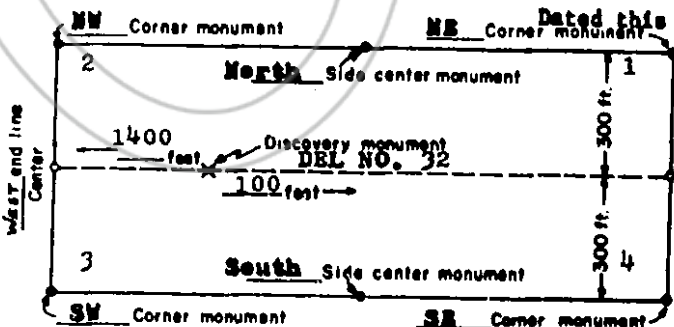 Dated this
NW Corner monument
NE Corner monument
2
North Side center monument
1
300 ft.
West end line
Center
1400
feet
Discovery monument
DEL NO. 32
100 feet
300 ft.
3
South Side center monument
4
SW Corner monument
SE Corner monument